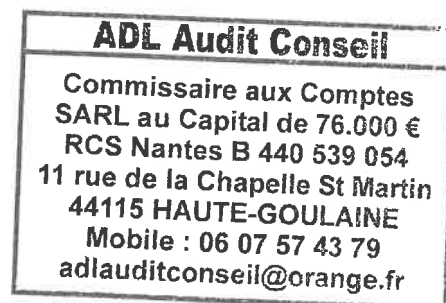 ADL Audit Conseil
Commissaire aux Comptes
SARL au Capital de 76.000 €
RCS Nantes B 440 539 054
11 rue de la Chapelle St Martin
44115 HAUTE-GOULAINE
Mobile : 06 07 57 43 79
adlauditconseil@orange.fr